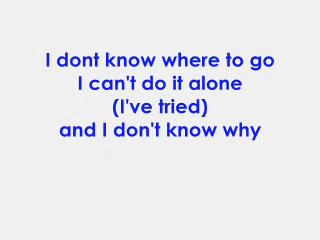 I dont know where to go
I can't do it alone
(I've tried)
and I don't know why